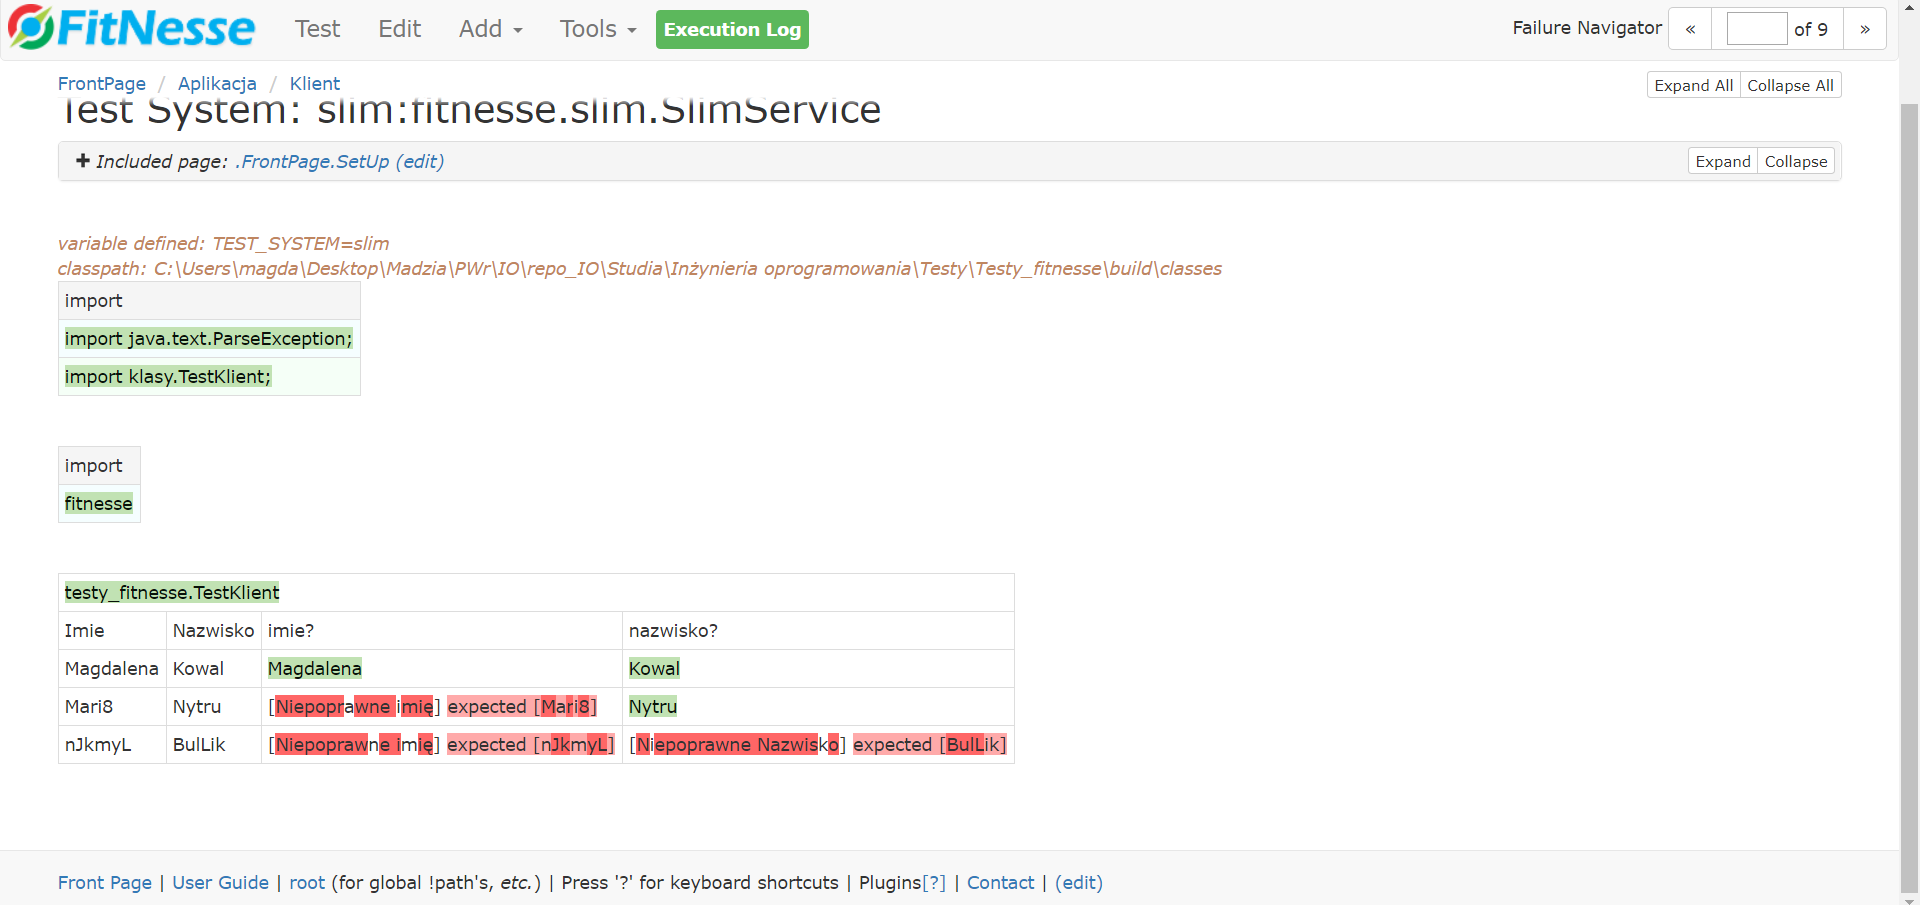 FitNesse Test Edit Add Tools Execution Log Failure Navigator « of 9 »
FrontPage / Aplikacja / Klient Expand All Collapse All
Test System: slim:fitnesse.slim.SlimService
Included page: .FrontPage.SetUp (edit) Expand Collapse
variable defined: TEST_SYSTEM=slim
classpath: C:\Users\magda\Desktop\Madzia\PWr\IO\repo_IO\Studia\Inżynieria oprogramowania\Testy\Testy_fitnesse\build\classes
import
import java.text.ParseException;
import klasy.TestKlient;
import
fitnesse
testy_fitnesse.TestKlient
Imie Nazwisko imie? nazwisko?
Magdalena Kowal Magdalena Kowal
Mari8 Nytru [Niepoprawne imię] expected [Mari8] Nytru
nJkmyL BulLik [Niepoprawne imię] expected [nJkmyL] [Niepoprawne Nazwisko] expected [BulLik]
Front Page | User Guide | root (for global !path's, etc.) | Press '?' for keyboard shortcuts | Plugins[?] | Contact | (edit)